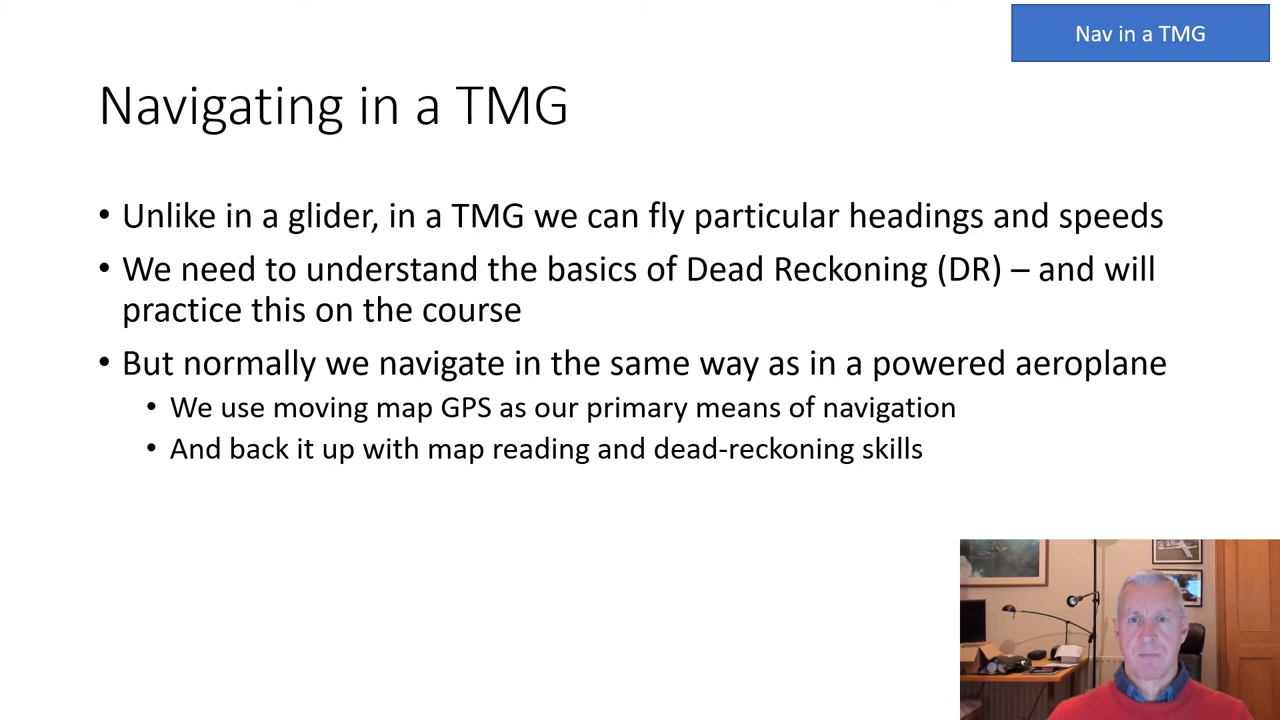 Nav in a TMG
Navigating in a TMG
• Unlike in a glider, in a TMG we can fly particular headings and speeds
• We need to understand the basics of Dead Reckoning (DR) – and will
practice this on the course
• But normally we navigate in the same way as in a powered aeroplane
• We use moving map GPS as our primary means of navigation
• And back it up with map reading and dead-reckoning skills